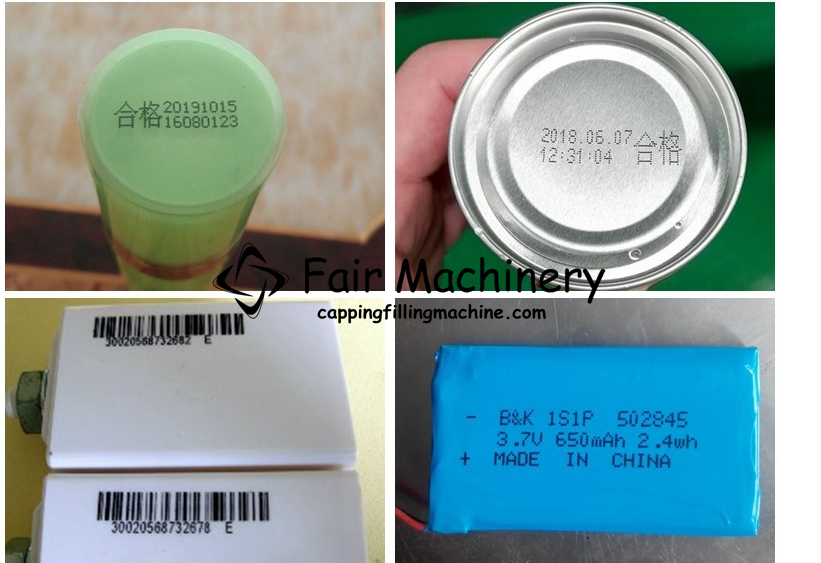 合格 20191015
16080123
2018.06.07 合格
12:31:04
Fair Machinery
cappingfillingmachine.com
30020568732682 E
30020568732678 E
- B&K 1S1P 502845
3.7V 650mAh 2.4wh
+ MADE IN CHINA